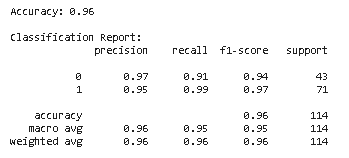 Accuracy: 0.96
Classification Report:
precision recall f1-score support
0 0.97 0.91 0.94 43
1 0.95 0.99 0.97 71
accuracy 0.96 114
macro avg 0.96 0.95 0.95 114
weighted avg 0.96 0.96 0.96 114